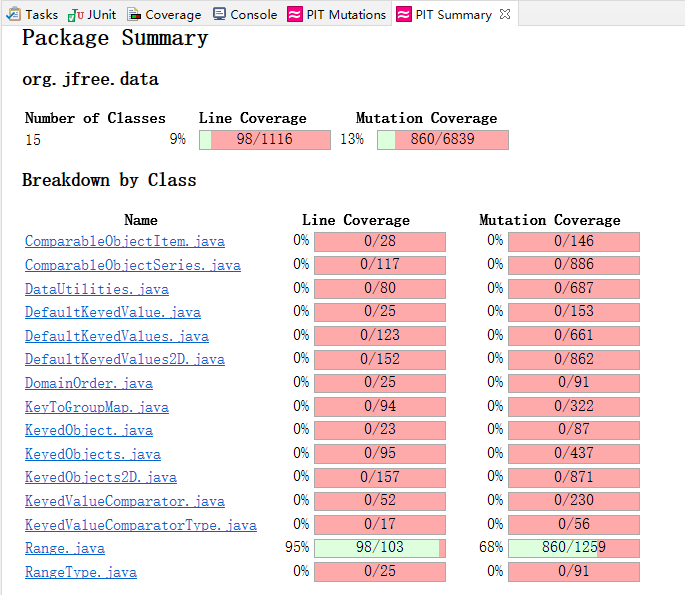 Tasks JUnit Coverage Console PIT Mutations PIT Summary
Package Summary
org.jfree.data
Number of Classes Line Coverage Mutation Coverage
15 9% 98/1116 13% 860/6839
Breakdown by Class
Name Line Coverage Mutation Coverage
ComparableObjectItem.java 0% 0/28 0% 0/146
ComparableObjectSeries.java 0% 0/117 0% 0/886
DataUtilities.java 0% 0/80 0% 0/687
DefaultKeyedValue.java 0% 0/25 0% 0/153
DefaultKeyedValues.java 0% 0/123 0% 0/661
DefaultKeyedValues2D.java 0% 0/152 0% 0/862
DomainOrder.java 0% 0/25 0% 0/91
KeyToGroupMap.java 0% 0/94 0% 0/322
KeyedObject.java 0% 0/23 0% 0/87
KeyedObjects.java 0% 0/95 0% 0/437
KeyedObjects2D.java 0% 0/157 0% 0/871
KeyedValueComparator.java 0% 0/52 0% 0/230
KeyedValueComparatorType.java 0% 0/17 0% 0/56
Range.java 95% 98/103 68% 860/1259
RangeType.java 0% 0/25 0% 0/91